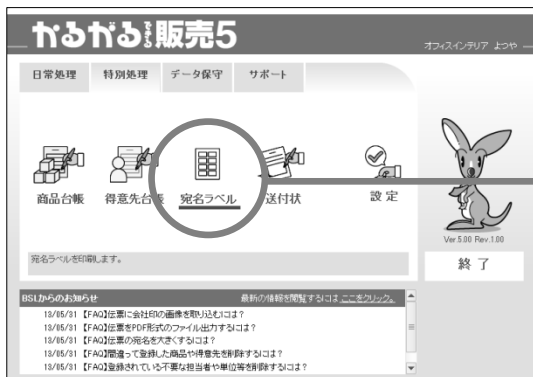 かるがるできる販売5
オフィスインテリア よつや
日常処理 特別処理 データ保守 サポート
商品台帳 得意先台帳 宛名ラベル 送付状 設定
Ver.5.00 Rev.1.00
宛名ラベルを印刷します。
終了
BSLからのお知らせ 最新の情報を閲覧するには ここをクリック。
13/05/31 【FAQ】伝票に会社印の画像を取り込むには?
13/05/31 【FAQ】伝票をPDF形式のファイル出力するには?
13/05/31 【FAQ】伝票の宛名を大きくするには?
13/05/31 【FAQ】間違って登録した商品や得意先を削除するには?
13/05/31 【FAQ】登録されている不要な担当者や単位等を削除するには?